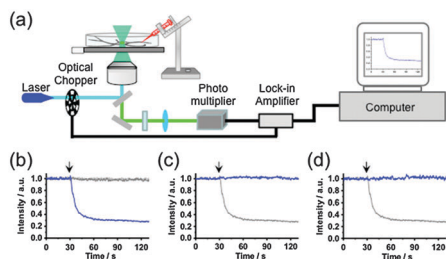 (a)
Optical
Chopper
Laser
Photo
multiplier
Lock-in
Amplifier
Computer
(b)
Intensity / a.u.
1.0
0.8
0.6
0.4
0.2
0.0
0 30 60 90 120
Time / s
(c)
Intensity / a.u.
1.0
0.8
0.6
0.4
0.2
0.0
0 30 60 90 120
Time / s
(d)
Intensity / a.u.
1.0
0.8
0.6
0.4
0.2
0.0
0 30 60 90 120
Time / s